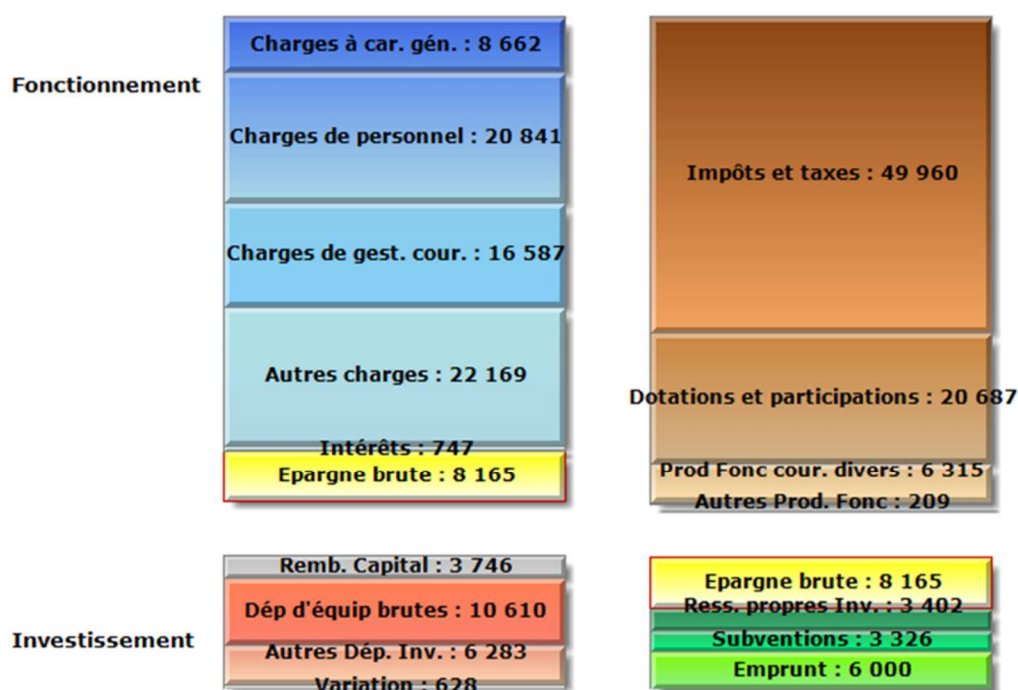 Fonctionnement
Charges à car. gén. : 8 662
Charges de personnel : 20 841
Charges de gest. cour. : 16 587
Autres charges : 22 169
Intérêts : 747
Epargne brute : 8 165
Impôts et taxes : 49 960
Dotations et participations : 20 687
Prod Fonc cour. divers : 6 315
Autres Prod. Fonc : 209
Investissement
Remb. Capital : 3 746
Dép d'équip brutes : 10 610
Autres Dép. Inv. : 6 283
Variation : 628
Epargne brute : 8 165
Ress. propres Inv. : 3 402
Subventions : 3 326
Emprunt : 6 000